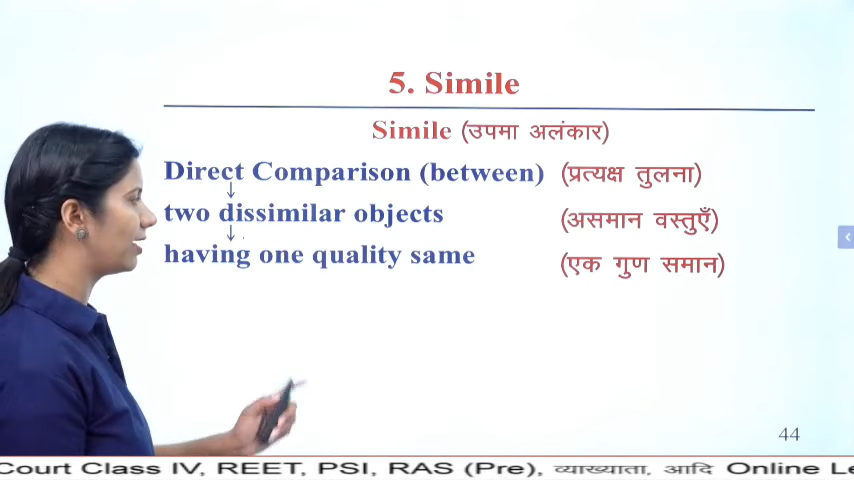 5. Simile
Simile (उपमा अलंकार)
Direct Comparison (between) (प्रत्यक्ष तुलना)
two dissimilar objects (असमान वस्तुएँ)
having one quality same (एक गुण समान)
44
Court Class IV, REET, PSI, RAS (Pre), व्याख्याता, आदि Online Le